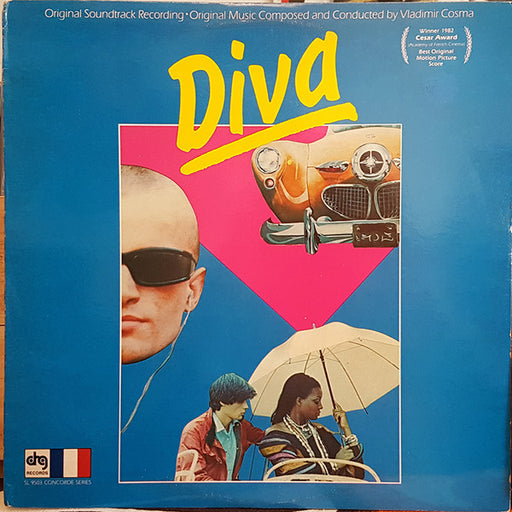 Original Soundtrack Recording • Original Music Composed and Conducted by Vladimir Cosma
Winner 1982
Cesar Award
(Academy of French Cinema)
Best Original
Motion Picture
Score
Diva
drg
RECORDS
SL 9503 CONCORDE SERIES